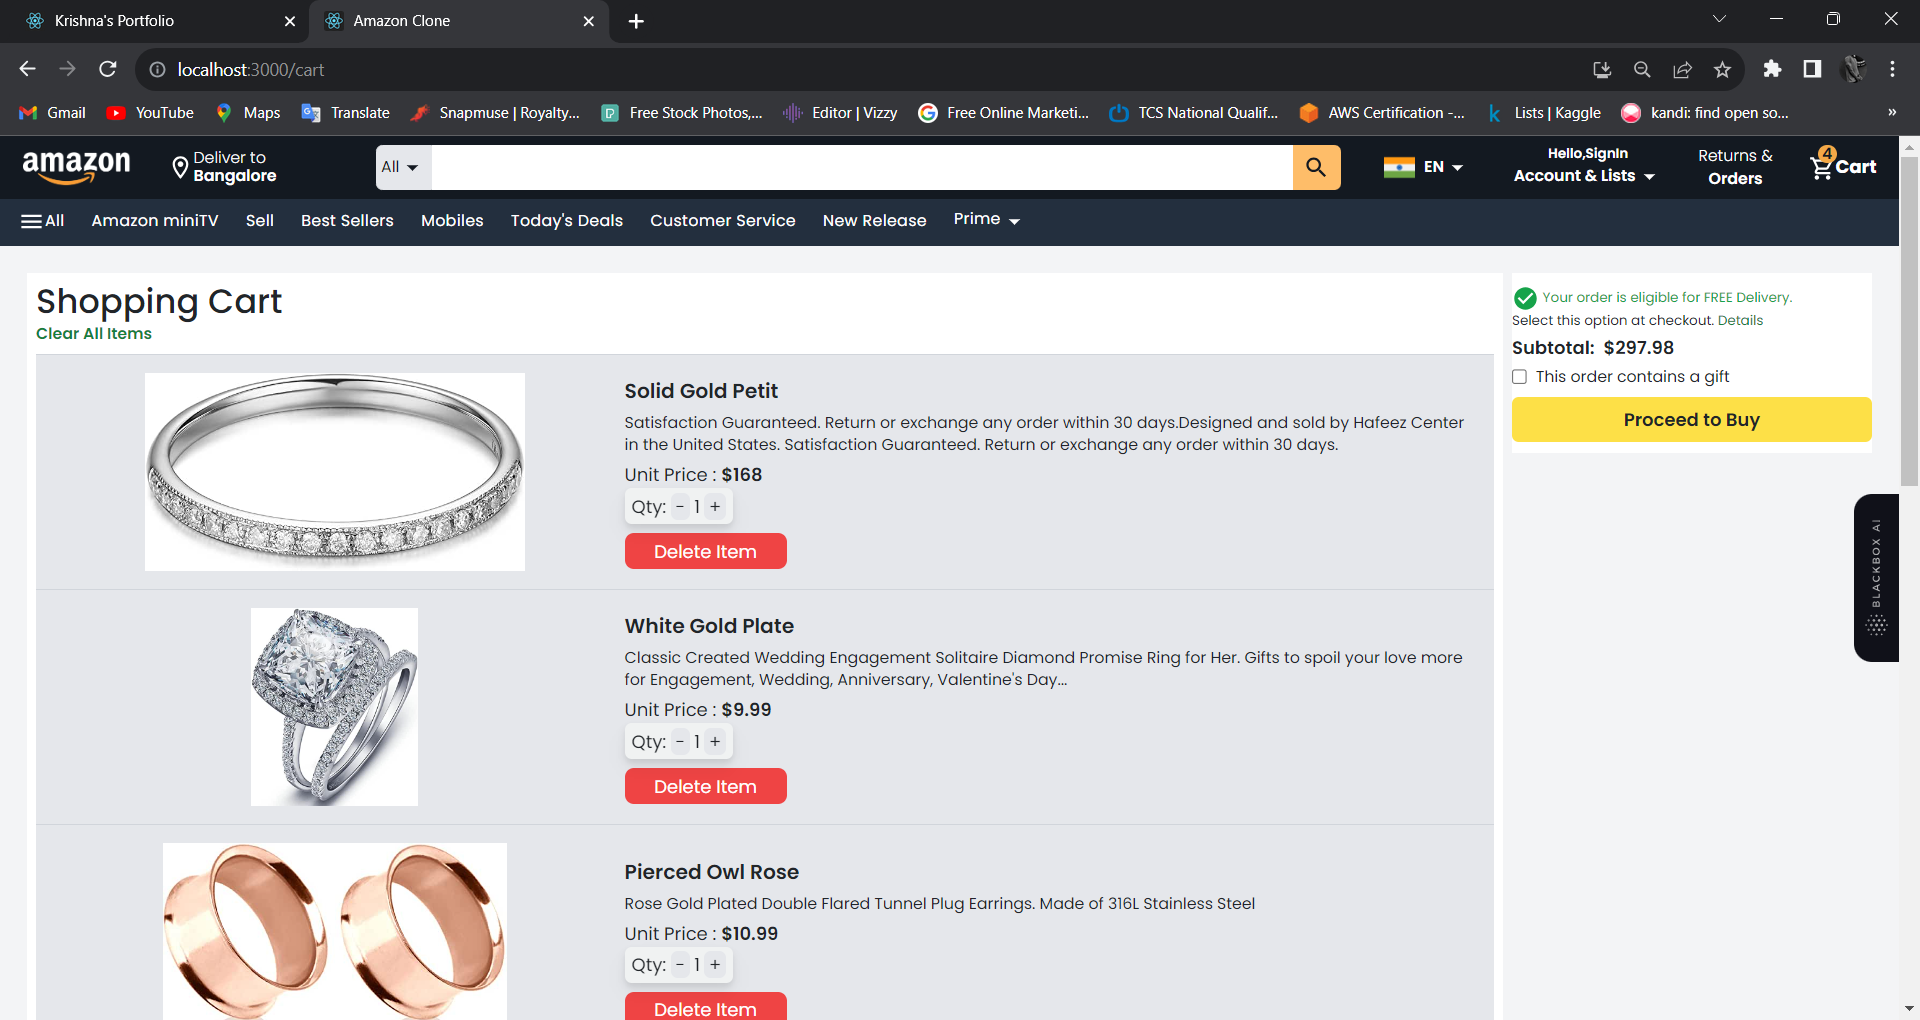 Krishna's Portfolio
Amazon Clone
localhost:3000/cart
Gmail
YouTube
Maps
Translate
Snapmuse | Royalty...
Free Stock Photos,...
Editor | Vizzy
Free Online Marketi...
TCS National Qualif...
AWS Certification -...
Lists | Kaggle
kandi: find open so...
»
amazon
Deliver to
Bangalore
All
EN
Hello,SignIn
Account & Lists
Returns &
Orders
4
Cart
All
Amazon miniTV
Sell
Best Sellers
Mobiles
Today's Deals
Customer Service
New Release
Prime
Shopping Cart
Clear All Items
Solid Gold Petit
Satisfaction Guaranteed. Return or exchange any order within 30 days.Designed and sold by Hafeez Center
in the United States. Satisfaction Guaranteed. Return or exchange any order within 30 days.
Unit Price : $168
Qty: - 1 +
Delete Item
White Gold Plate
Classic Created Wedding Engagement Solitaire Diamond Promise Ring for Her. Gifts to spoil your love more
for Engagement, Wedding, Anniversary, Valentine's Day...
Unit Price : $9.99
Qty: - 1 +
Delete Item
Pierced Owl Rose
Rose Gold Plated Double Flared Tunnel Plug Earrings. Made of 316L Stainless Steel
Unit Price : $10.99
Qty: - 1 +
Delete Item
Your order is eligible for FREE Delivery.
Select this option at checkout. Details
Subtotal: $297.98
This order contains a gift
Proceed to Buy
BLACKBOX AI